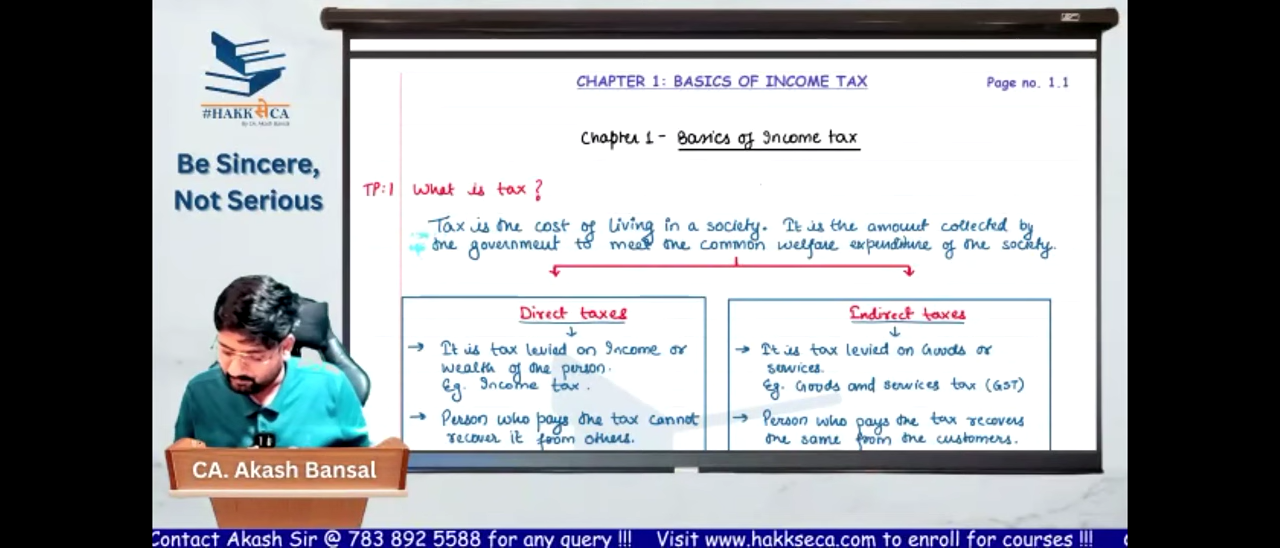 #HAKKसेCA
By CA. Akash Bansal
Be Sincere,
Not Serious
CHAPTER 1: BASICS OF INCOME TAX
Page no. 1.1
Chapter 1 - Basics of Income tax
TP:1 What is tax?
Tax is the cost of living in a society. It is the amount collected by
the government to meet the common welfare expenditure of the society.
Direct taxes
→ It is tax levied on Income or
wealth of the person.
Eg. Income tax.
→ Person who pays the tax cannot
recover it from others.
Indirect taxes
→ It is tax levied on Goods or
services.
Eg. Goods and services tax (GST)
→ Person who pays the tax recovers
the same from the customers.
CA. Akash Bansal
Contact Akash Sir @ 783 892 5588 for any query !!! Visit www.hakkseca.com to enroll for courses !!!